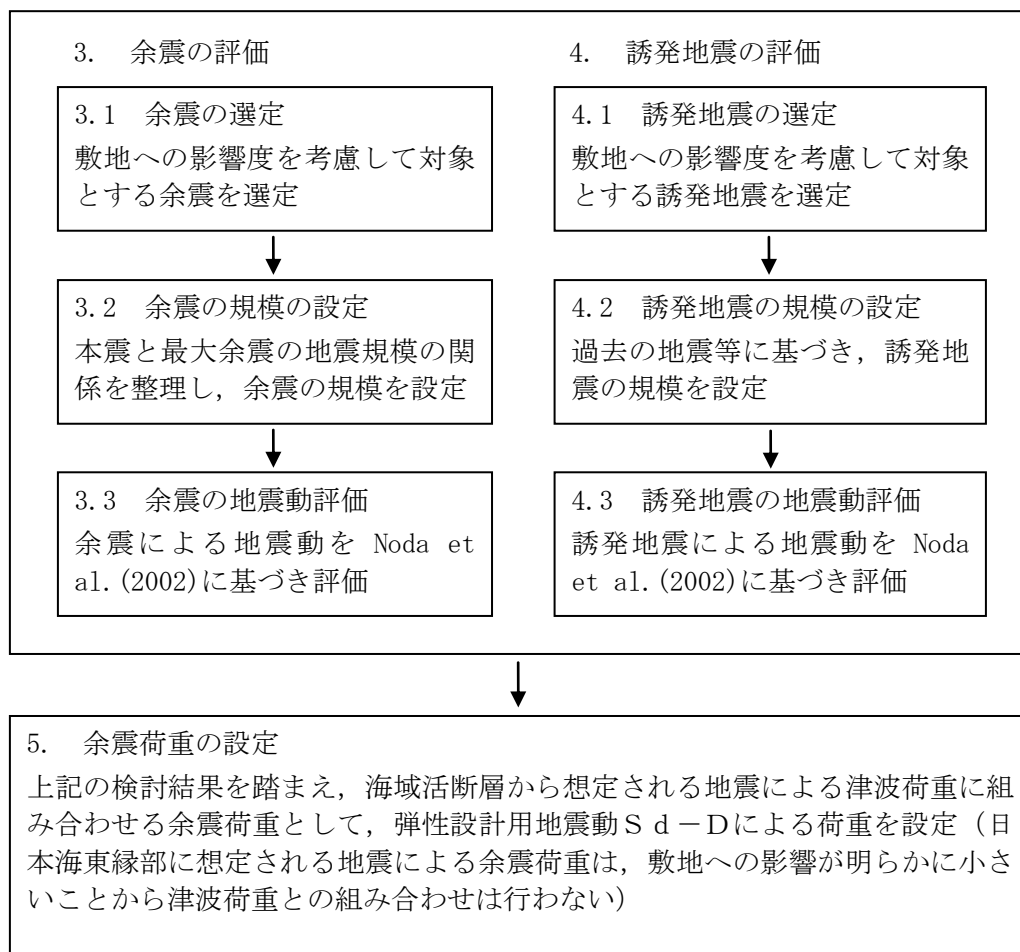 3.　余震の評価
3.1　余震の選定
敷地への影響度を考慮して対象
とする余震を選定
3.2　余震の規模の設定
本震と最大余震の地震規模の関
係を整理し，余震の規模を設定
3.3　余震の地震動評価
余震による地震動を Noda et
al.(2002)に基づき評価
4.　誘発地震の評価
4.1　誘発地震の選定
敷地への影響度を考慮して対象
とする誘発地震を選定
4.2　誘発地震の規模の設定
過去の地震等に基づき，誘発地
震の規模を設定
4.3　誘発地震の地震動評価
誘発地震による地震動を Noda
et al.(2002)に基づき評価
5.　余震荷重の設定
上記の検討結果を踏まえ，海域活断層から想定される地震による津波荷重に組
み合わせる余震荷重として，弾性設計用地震動Ｓｄ－Ｄによる荷重を設定（日
本海東縁部に想定される地震による余震荷重は，敷地への影響が明らかに小さ
いことから津波荷重との組み合わせは行わない）